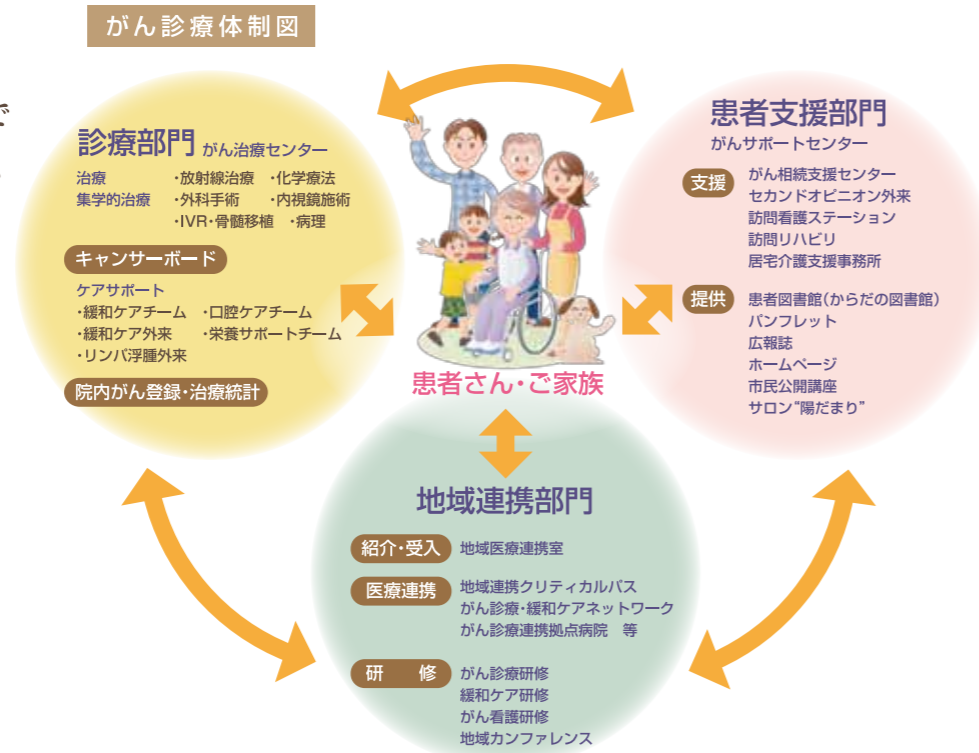 がん診療体制図
で
診療部門 がん治療センター
治療 ・放射線治療 ・化学療法
集学的治療 ・外科手術 ・内視鏡施術
・IVR・骨髄移植 ・病理
キャンサーボード
ケアサポート
・緩和ケアチーム ・口腔ケアチーム
・緩和ケア外来 ・栄養サポートチーム
・リンパ浮腫外来
院内がん登録・治療統計
患者さん・ご家族
患者支援部門
がんサポートセンター
支援 がん相続支援センター
セカンドオピニオン外来
訪問看護ステーション
訪問リハビリ
居宅介護支援事務所
提供 患者図書館(からだの図書館)
パンフレット
広報誌
ホームページ
市民公開講座
サロン"陽だまり"
地域連携部門
紹介・受入 地域医療連携室
医療連携 地域連携クリティカルパス
がん診療・緩和ケアネットワーク
がん診療連携拠点病院 等
研 修 がん診療研修
緩和ケア研修
がん看護研修
地域カンファレンス